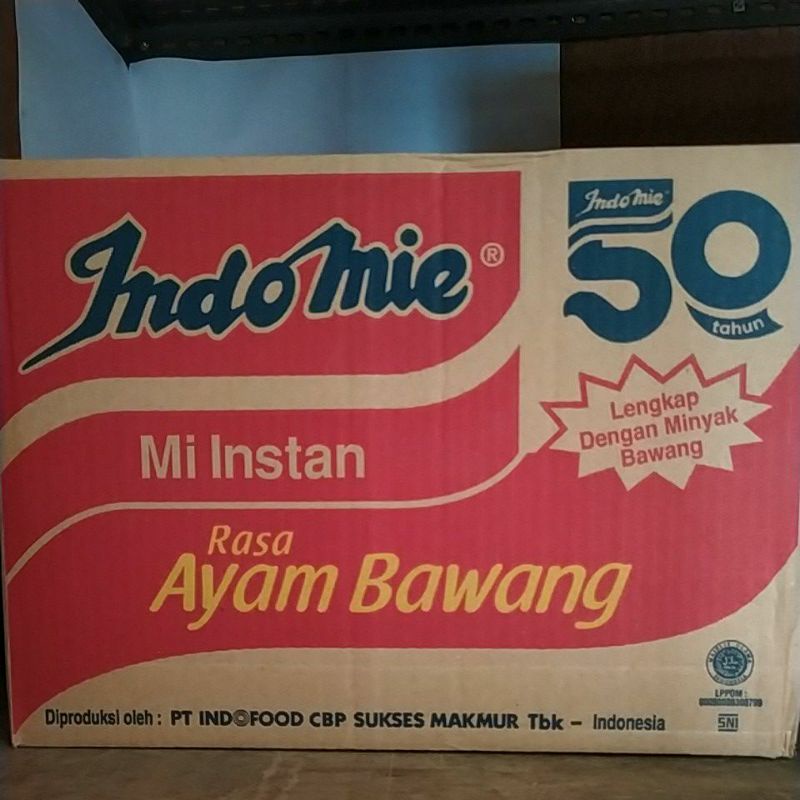 Indomie®
Indomie
50
tahun
Lengkap
Dengan Minyak
Bawang
Mi Instan
Rasa
Ayam Bawang
LPPOM :
Diproduksi oleh : PT INDOFOOD CBP SUKSES MAKMUR Tbk – Indonesia
SNI